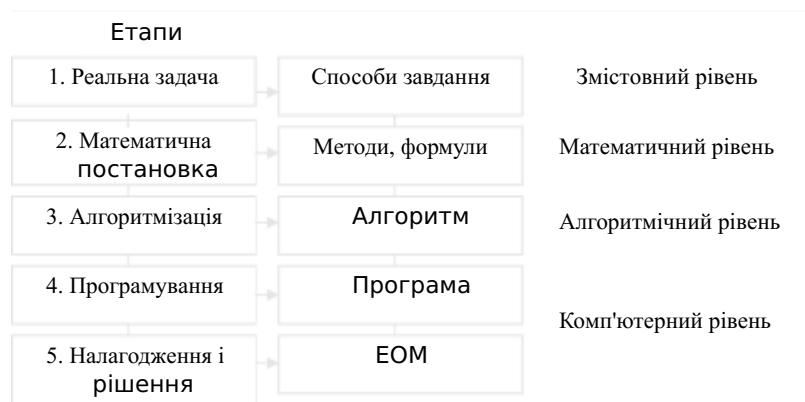 Етапи
1. Реальна задача
Способи завдання
Змістовний рівень
2. Математична
постановка
Методи, формули
Математичний рівень
3. Алгоритмізація
Алгоритм
Алгоритмічний рівень
4. Програмування
Програма
Комп'ютерний рівень
5. Налагодження і
рішення
ЕОМ